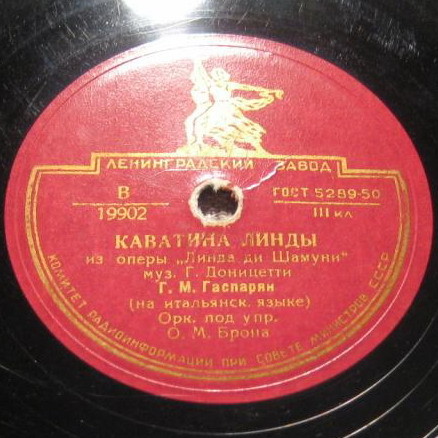 ЛЕНИНГРАДСКИЙ ЗАВОД
В
19902
ГОСТ 5289-50
III кл
КАВАТИНА ЛИНДЫ
из оперы „Линда ди Шамуни“
муз. Г. Доницетти
Г. М. Гаспарян
(на итальянск. языке)
Орк. под упр.
О. М. Брона
КОМИТЕТ РАДИОИНФОРМАЦИИ ПРИ СОВЕТЕ МИНИСТРОВ СССР